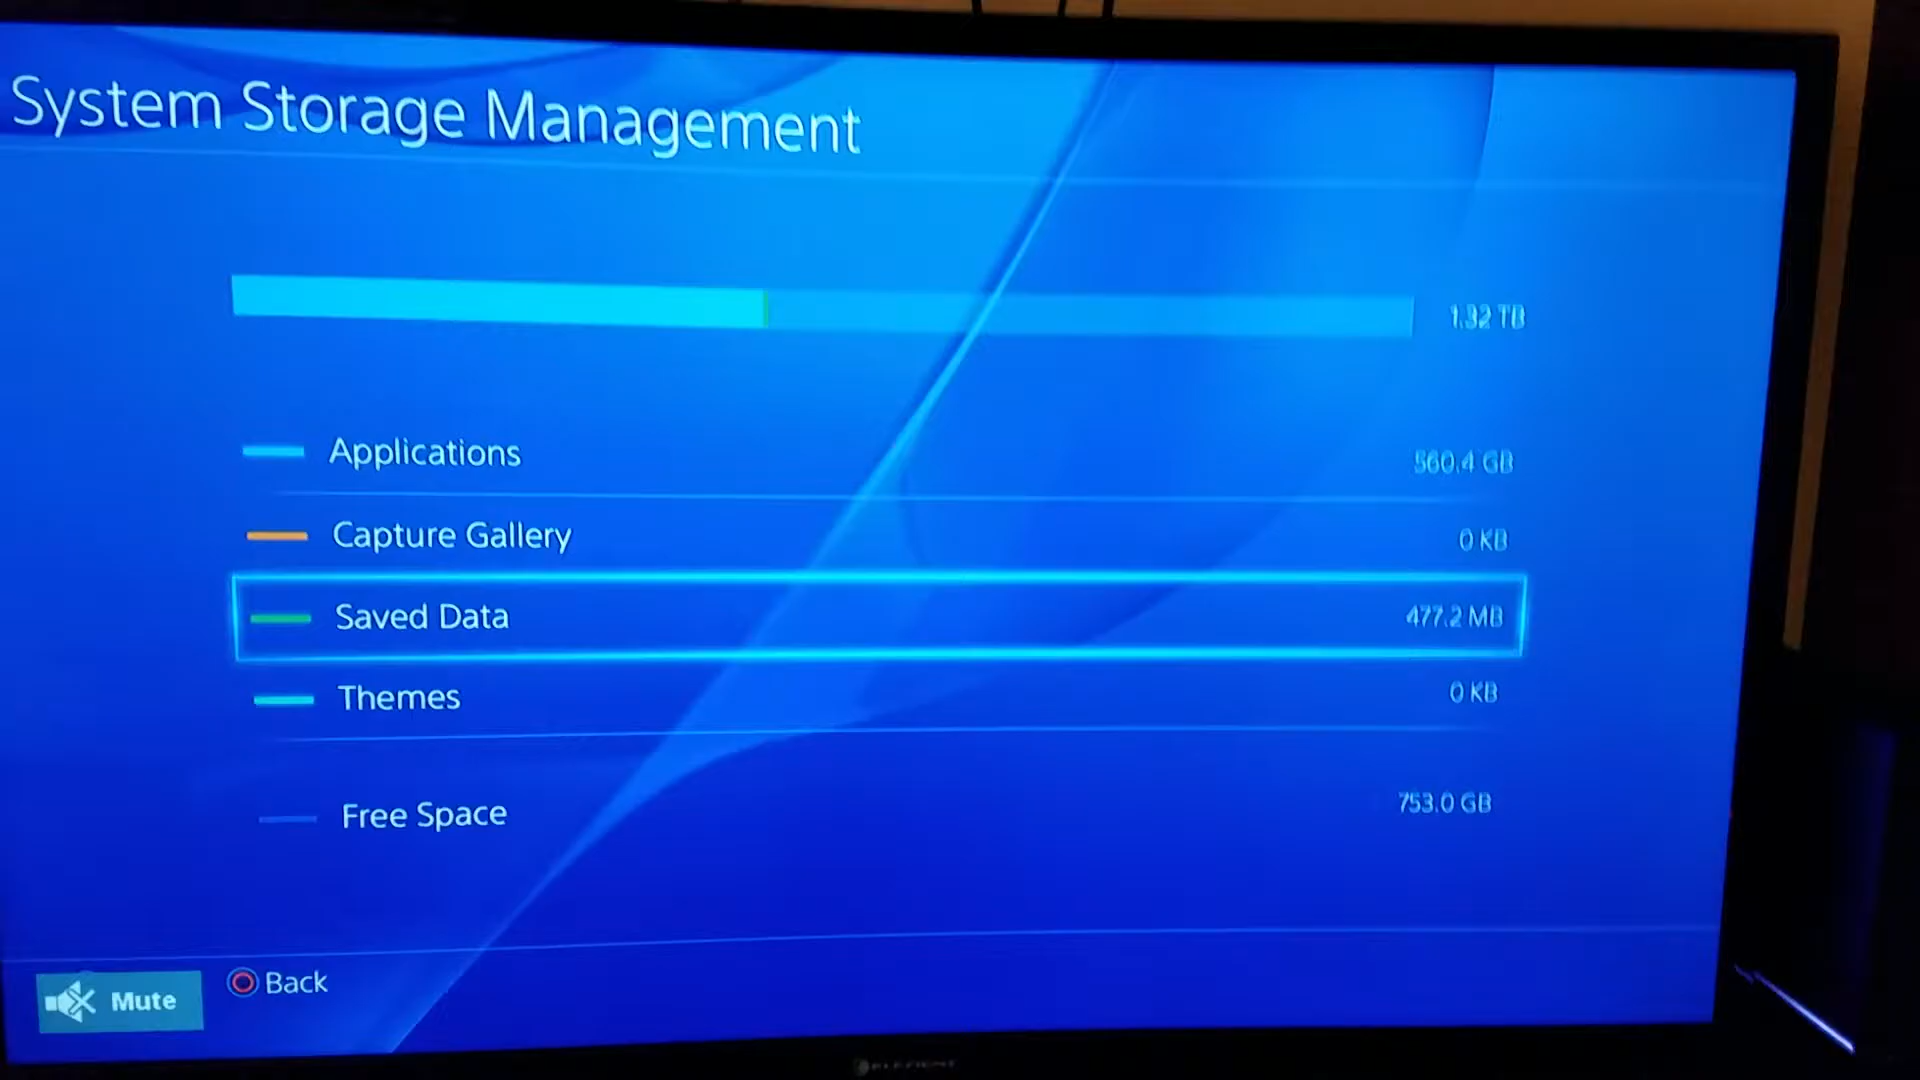 System Storage Management
1.32 TB
Applications 560.4 GB
Capture Gallery 0 KB
Saved Data 477.2 MB
Themes 0 KB
Free Space 753.0 GB
Mute Back